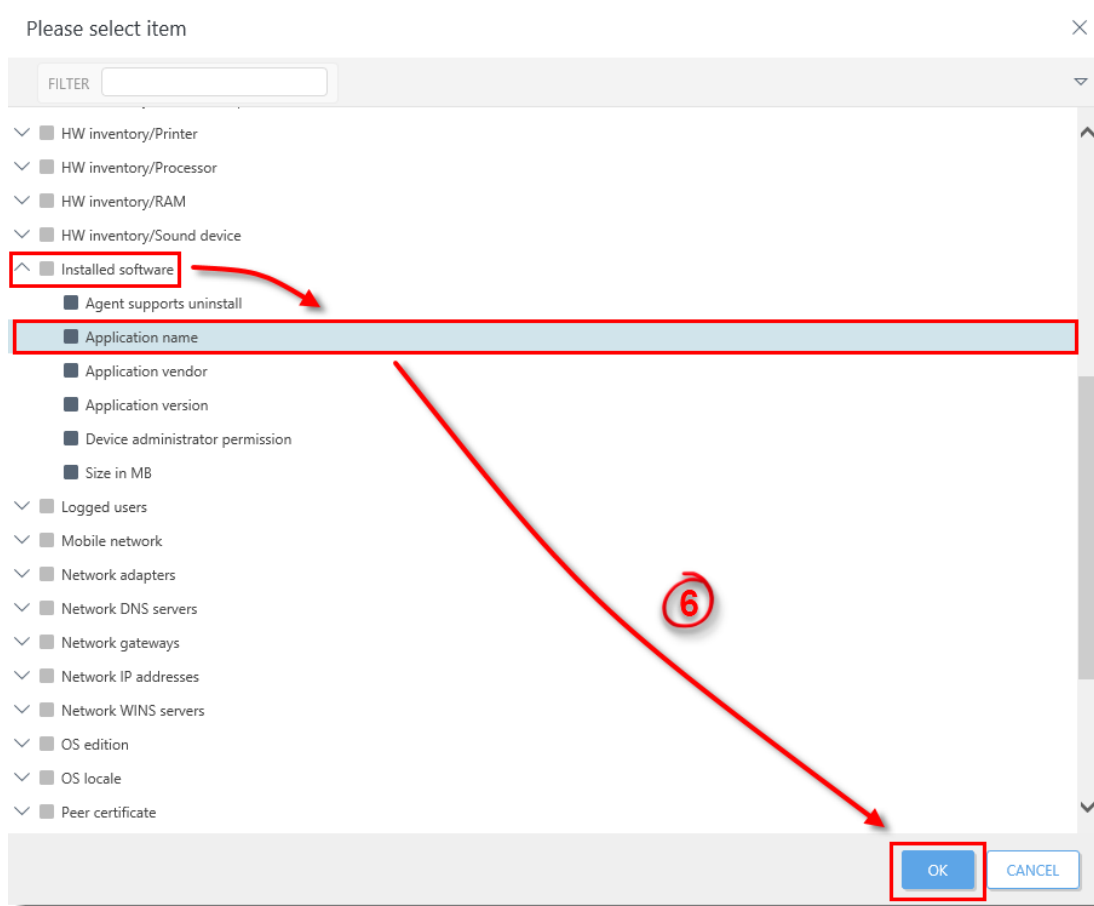 Please select item
FILTER
HW inventory/Printer
HW inventory/Processor
HW inventory/RAM
HW inventory/Sound device
Installed software
Agent supports uninstall
Application name
Application vendor
Application version
Device administrator permission
Size in MB
Logged users
Mobile network
Network adapters
Network DNS servers
6
Network gateways
Network IP addresses
Network WINS servers
OS edition
OS locale
Peer certificate
OK CANCEL